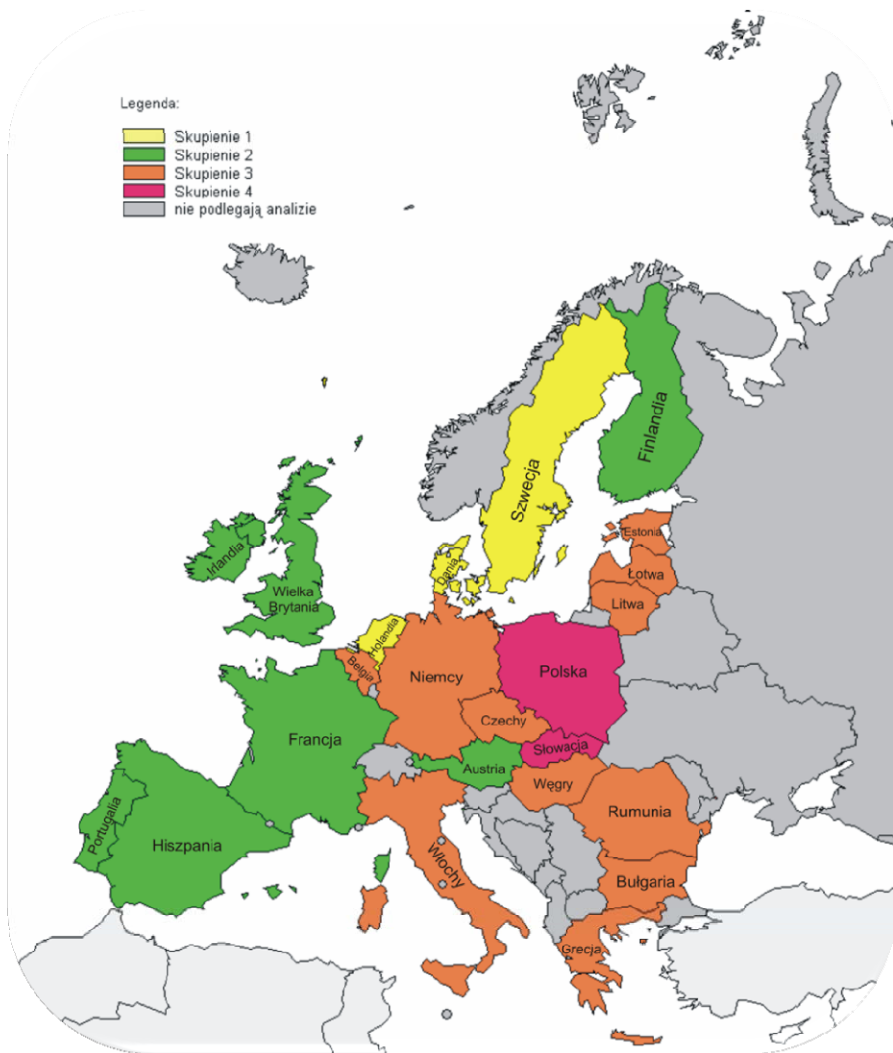 Legenda:
Skupienie 1
Skupienie 2
Skupienie 3
Skupienie 4
nie podlegają analizie
Finlandia
Szwecja
Estonia
Łotwa
Litwa
Dania
Irlandia
Wielka
Brytania
Holandia
Belgia
Niemcy
Polska
Czechy
Słowacja
Francja
Austria
Węgry
Rumunia
Portugalia
Hiszpania
Włochy
Bułgaria
Grecja